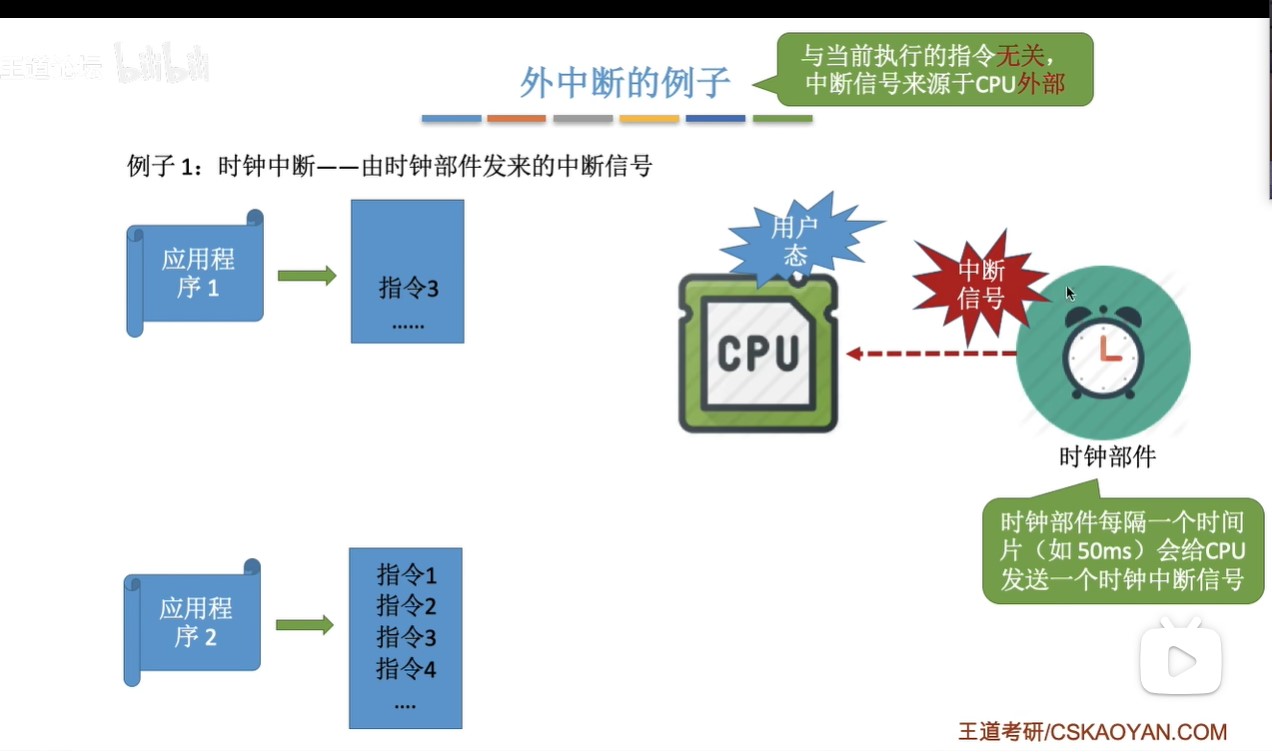 王道论坛 bilibili
外中断的例子
与当前执行的指令无关，
中断信号来源于CPU外部
例子 1：时钟中断——由时钟部件发来的中断信号
应用程
序 1
指令3
......
用户
态
CPU
中断
信号
时钟部件
时钟部件每隔一个时间
片（如 50ms）会给CPU
发送一个时钟中断信号
应用程
序 2
指令1
指令2
指令3
指令4
....
王道考研/CSKAOYAN.COM